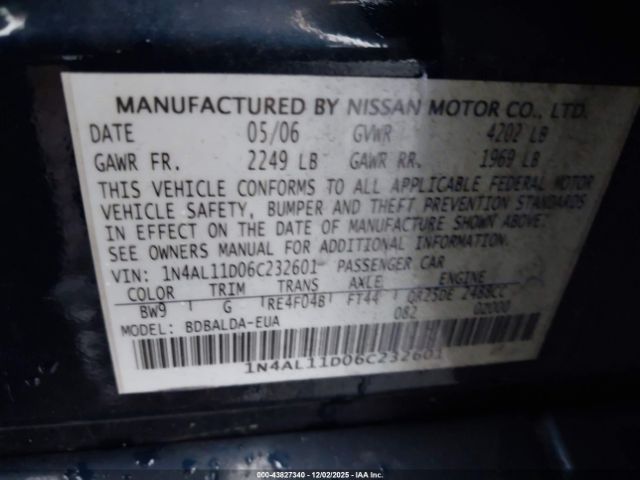 MANUFACTURED BY NISSAN MOTOR CO., LTD.
DATE 05/06 GVWR 4202 LB
GAWR FR. 2249 LB GAWR RR. 1969 LB
THIS VEHICLE CONFORMS TO ALL APPLICABLE FEDERAL MOTOR
VEHICLE SAFETY, BUMPER AND THEFT PREVENTION STANDARDS
IN EFFECT ON THE DATE OF MANUFACTURE SHOWN ABOVE.
SEE OWNERS MANUAL FOR ADDITIONAL INFORMATION.
VIN: 1N4AL11D06C232601 PASSENGER CAR
COLOR TRIM TRANS AXLE ENGINE
BW9 G RE4F04B FT44 QR25DE 2488CC
MODEL: BDBALDA-EUA 082 02000
1N4AL11D06C232601
00-43827340 - 12/02/2025 - Copyright IAA, LLC.